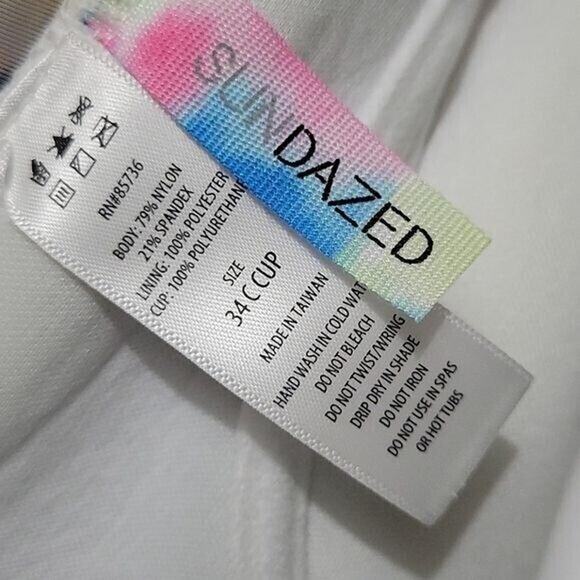 SUNDAZED
RN#85736
BODY: 79% NYLON
21% SPANDEX
LINING: 100% POLYESTER
CUP: 100% POLYURETHAN
SIZE
34 C CUP
MADE IN TAIWAN
HAND WASH IN COLD WAT
DO NOT BLEACH
DO NOT TWIST/WRING
DRIP DRY IN SHADE
DO NOT IRON
DO NOT USE IN SPAS
OR HOT TUBS